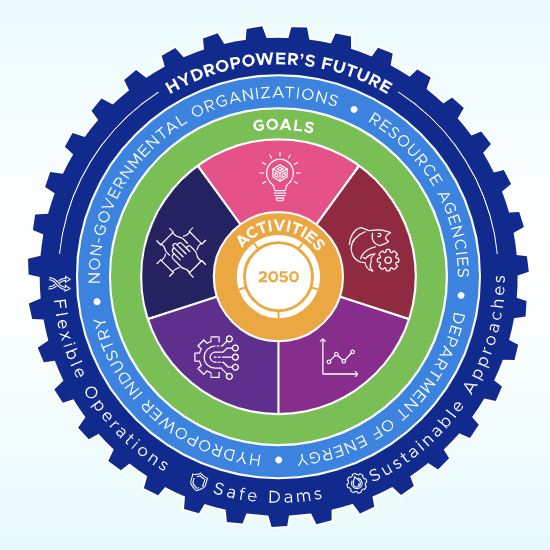 HYDROPOWER'S FUTURE
NON-GOVERNMENTAL ORGANIZATIONS • RESOURCE AGENCIES • DEPARTMENT OF ENERGY • HYDROPOWER INDUSTRY •
GOALS
ACTIVITIES
2050
Flexible Operations
Safe Dams
Sustainable Approaches